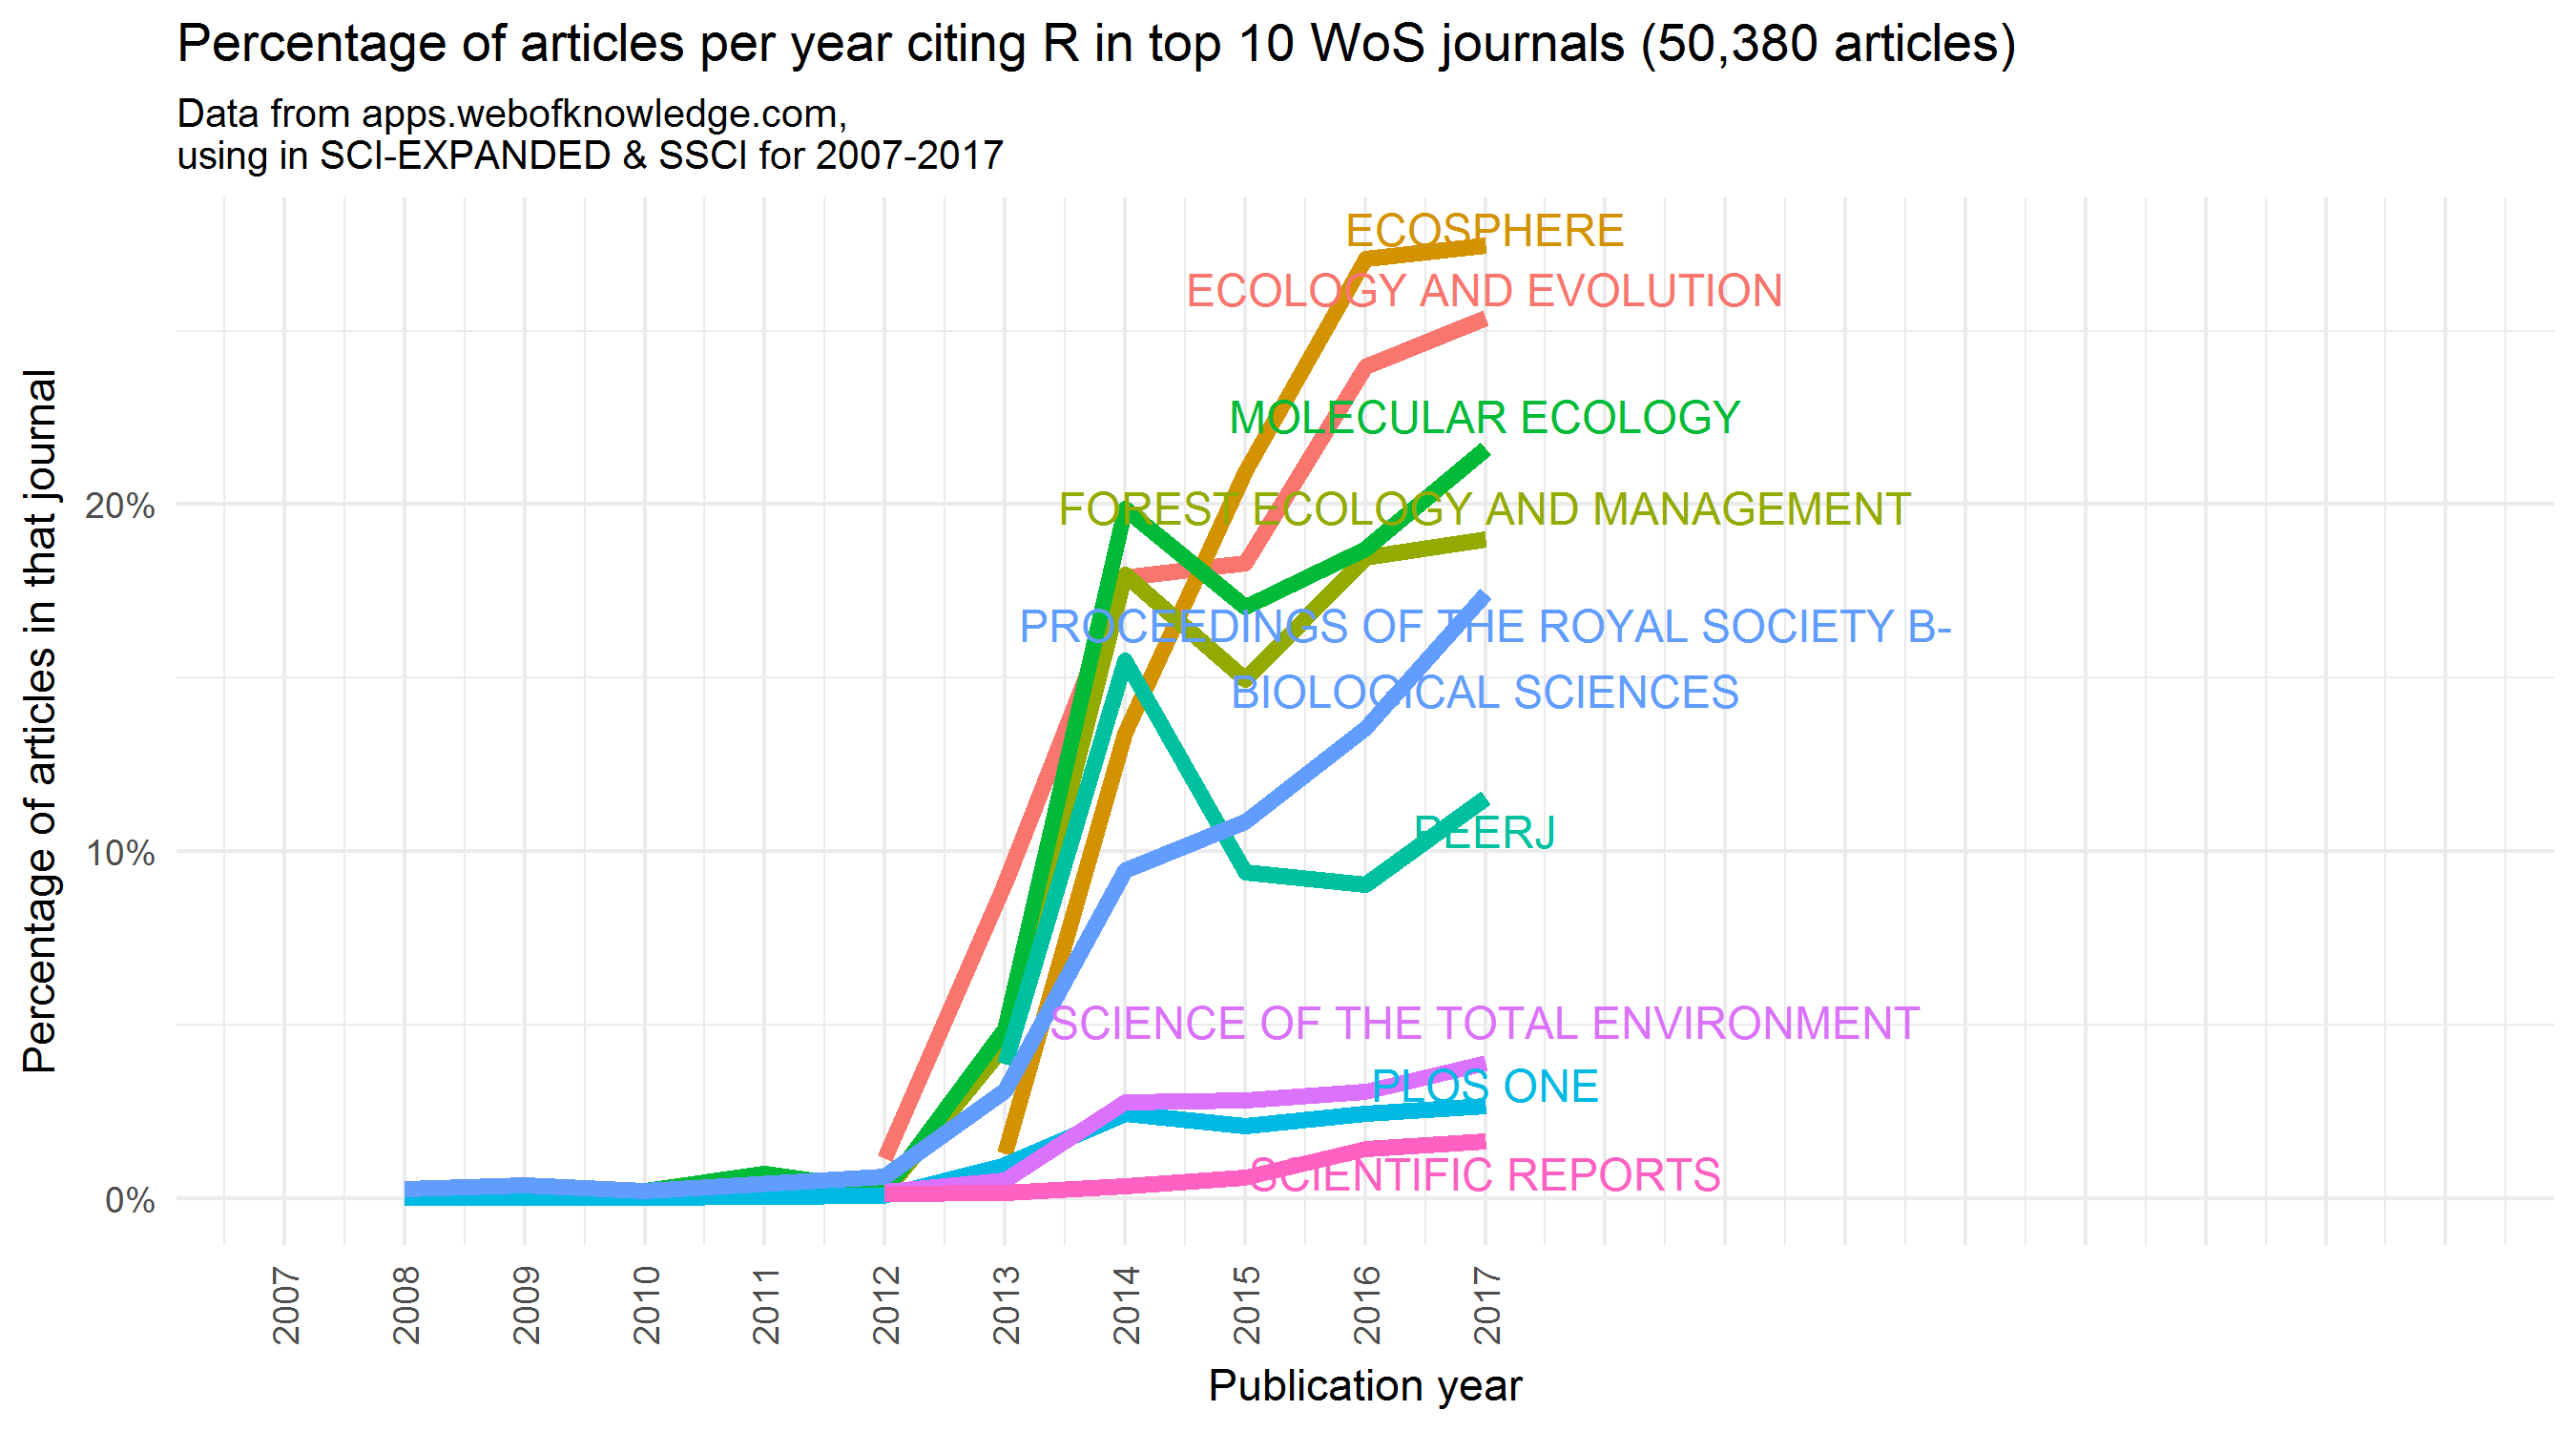 Percentage of articles per year citing R in top 10 WoS journals (50,380 articles)
Data from apps.webofknowledge.com,
using in SCI-EXPANDED & SSCI for 2007-2017
Percentage of articles in that journal
20%
10%
0%
ECOSPHERE
ECOLOGY AND EVOLUTION
MOLECULAR ECOLOGY
FOREST ECOLOGY AND MANAGEMENT
PROCEEDINGS OF THE ROYAL SOCIETY B-
BIOLOGICAL SCIENCES
PEERJ
SCIENCE OF THE TOTAL ENVIRONMENT
PLOS ONE
SCIENTIFIC REPORTS
2007
2008
2009
2010
2011
2012
2013
2014
2015
2016
2017
Publication year